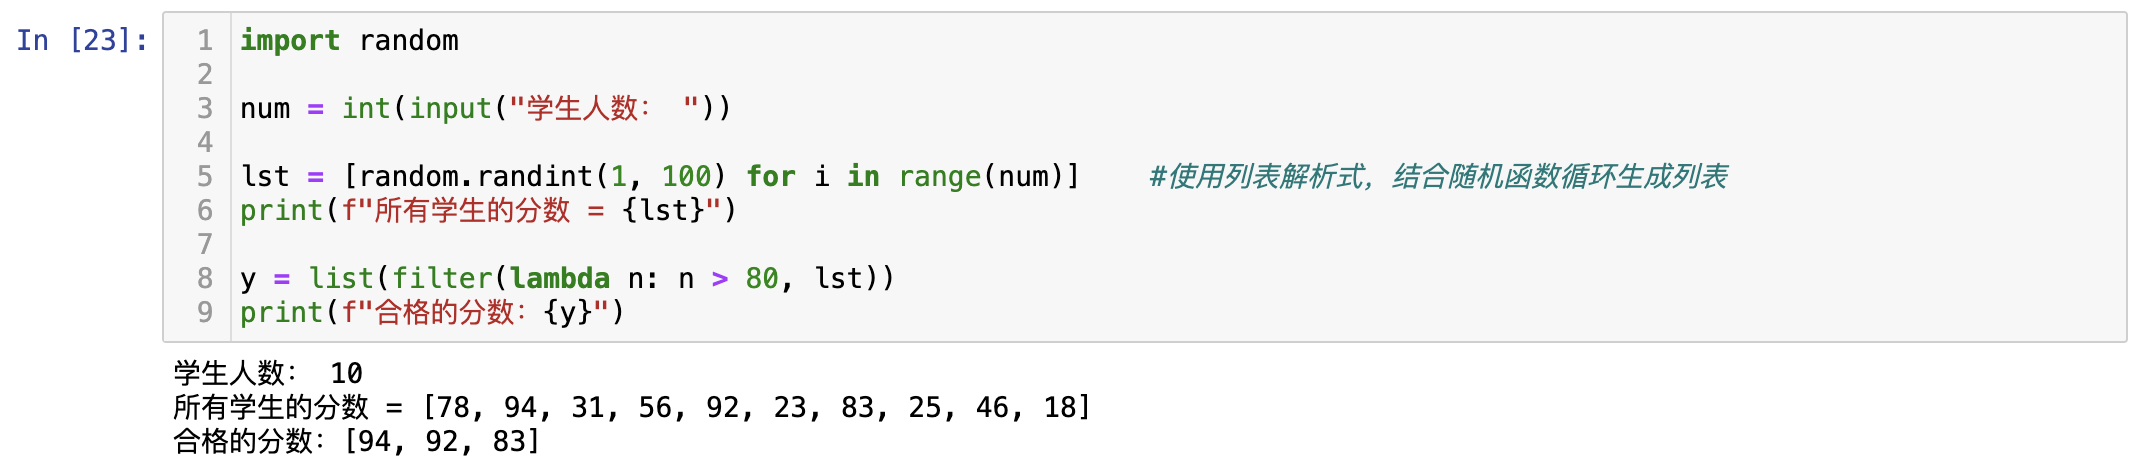 In [23]:
1 import random
2
3 num = int(input("学生人数： "))
4
5 lst = [random.randint(1, 100) for i in range(num)]    #使用列表解析式，结合随机函数循环生成列表
6 print(f"所有学生的分数 = {lst}")
7
8 y = list(filter(lambda n: n > 80, lst))
9 print(f"合格的分数：{y}")
学生人数： 10
所有学生的分数 = [78, 94, 31, 56, 92, 23, 83, 25, 46, 18]
合格的分数：[94, 92, 83]